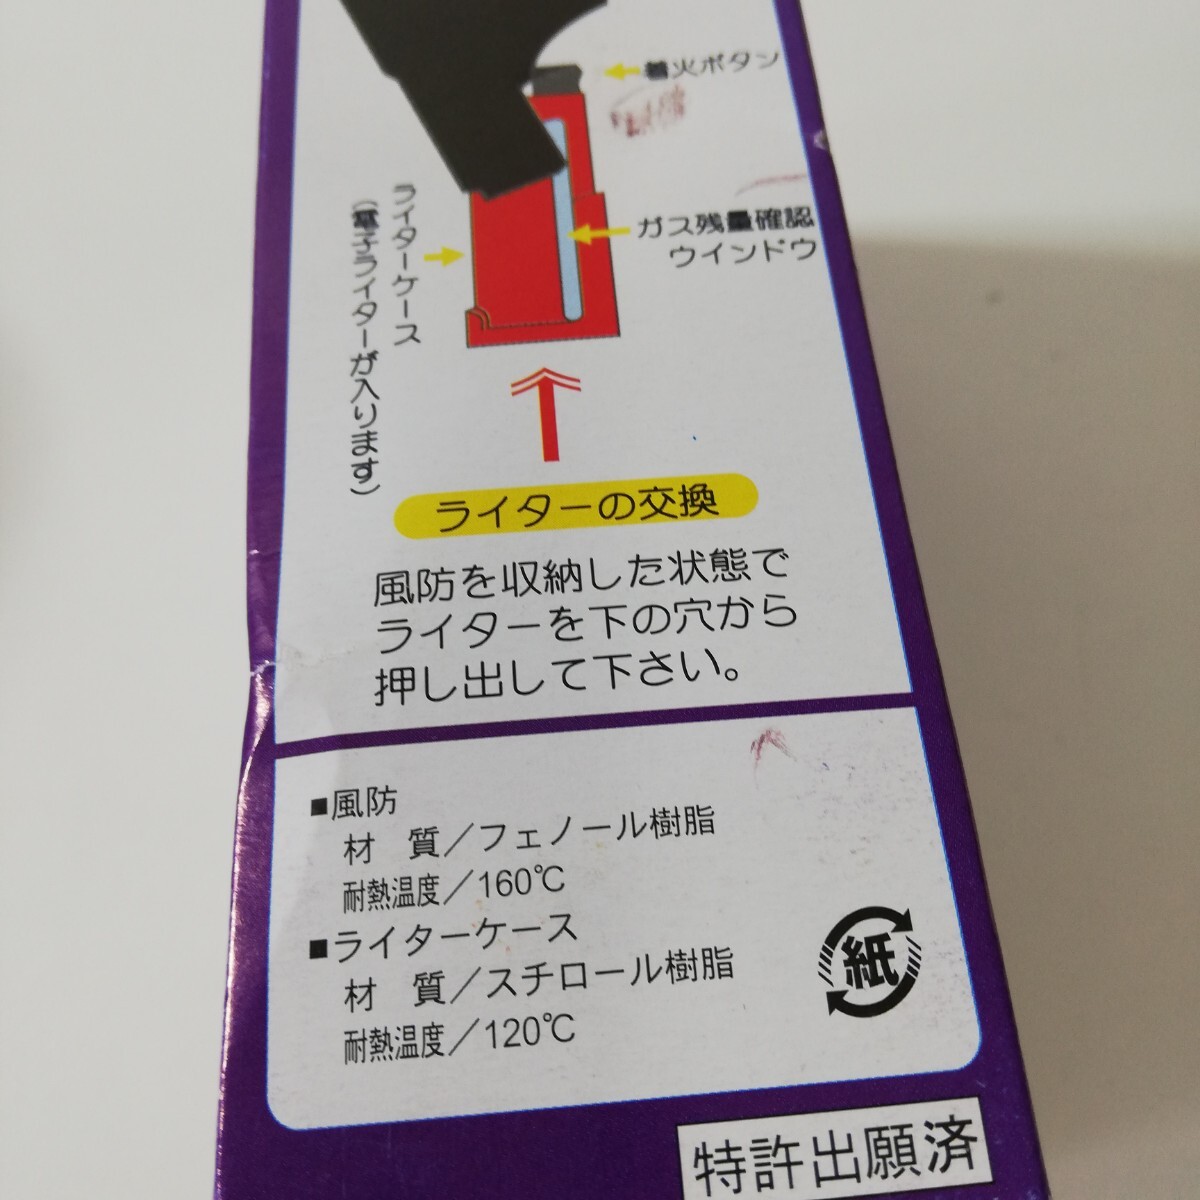 着火ボタン
ガス残量確認
ウインドウ
ライターケース
（電子ライターが入ります）
ライターの交換
風防を収納した状態で
ライターを下の穴から
押し出して下さい。
■風防
材　質／フェノール樹脂
耐熱温度／160℃
■ライターケース
材　質／スチロール樹脂
耐熱温度／120℃
紙
特許出願済